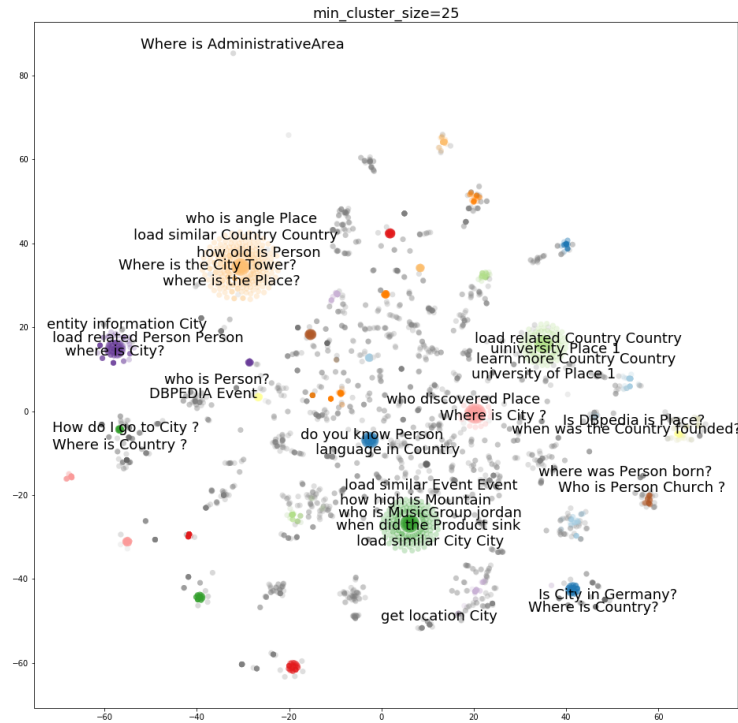 min_cluster_size=25
Where is AdministrativeArea
80
60
who is angle Place
load similar Country Country
40
how old is Person
Where is the City Tower?
where is the Place?
entity information City
20
load related Person Person
where is City?
load related Country Country
university Place 1
learn more Country Country
university of Place 1
who is Person?
DBPEDIA Event
who discovered Place
0
Where is City ?
Is DBpedia is Place?
when was the Country founded?
How do I go to City ?
Where is Country ?
do you know Person
language in Country
where was Person born?
load similar Event Event
Who is Person Church ?
−20
how high is Mountain
who is MusicGroup jordan
when did the Product sink
load similar City City
−40
Is City in Germany?
Where is Country?
get location City
−60
−60 −40 −20 0 20 40 60